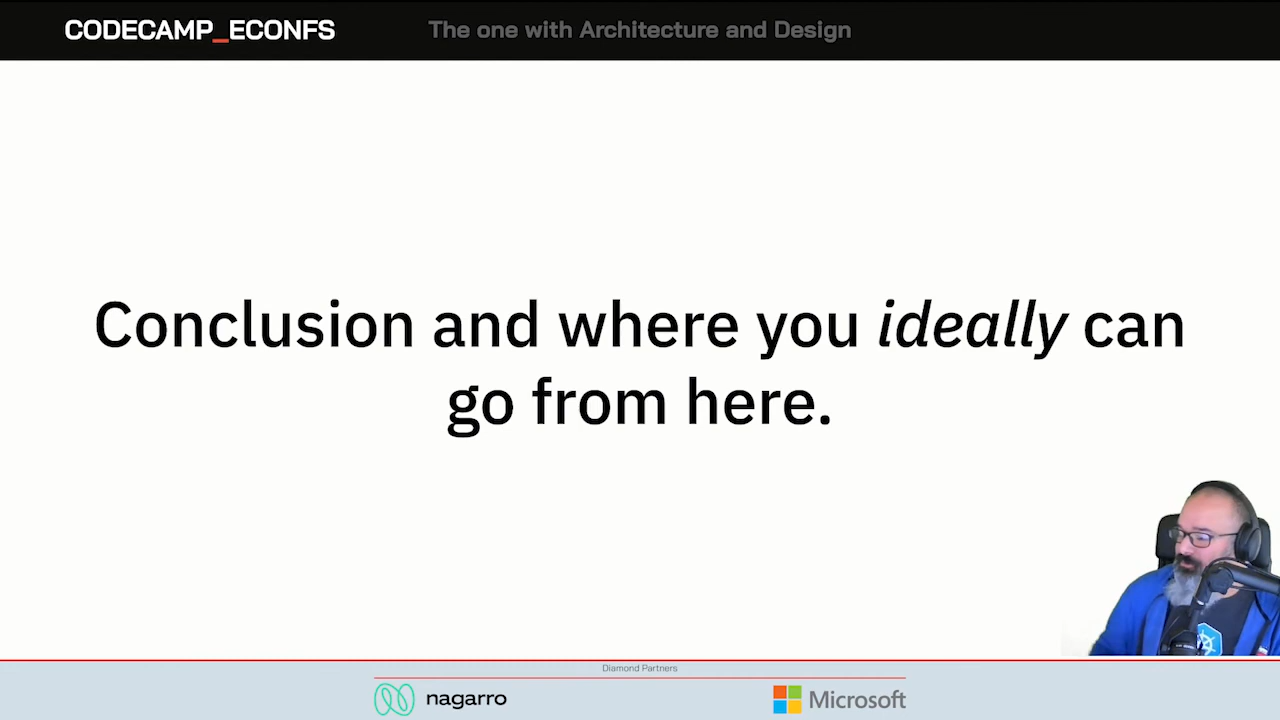 CODECAMP_ECONFS
The one with Architecture and Design
Conclusion and where you ideally can
go from here.
Diamond Partners
nagarro
Microsoft